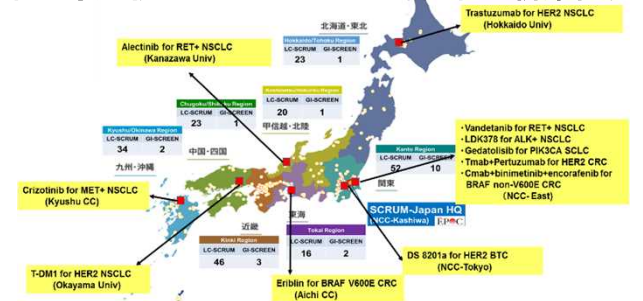 Trastuzumab for HER2 NSCLC
(Hokkaido Univ)
北海道・東北
Hokkaido/Tohoku Region
LC-SCRUM GI-SCREEN
23 1
Alectinib for RET+ NSCLC
(Kanazawa Univ)
LC-SCRUM GI-SCREEN
20 1
甲信越・北陸
Chugoku/Shikoku Region
LC-SCRUM GI-SCREEN
23 1
中国・四国
Kyushu/Okinawa Region
LC-SCRUM GI-SCREEN
34 2
九州・沖縄
Kanto Region
LC-SCRUM GI-SCREEN
52 10
関東
・Vandetanib for RET+ NSCLC
・LDK378 for ALK+ NSCLC
・Gedatolisib for PIK3CA SCLC
・Tmab+Pertuzumab for HER2 CRC
・Cmab+binimetinib+encorafenib for
BRAF non-V600E CRC
(NCC- East)
Crizotinib for MET+ NSCLC
(Kyushu CC)
SCRUM-Japan HQ
(NCC-Kashiwa) EPOC
近畿
Kinki Region
LC-SCRUM GI-SCREEN
46 3
東海
Tokai Region
LC-SCRUM GI-SCREEN
16 2
T-DM1 for HER2 NSCLC
(Okayama Univ)
Eriblin for BRAF V600E CRC
(Aichi CC)
DS 8201a for HER2 BTC
(NCC-Tokyo)